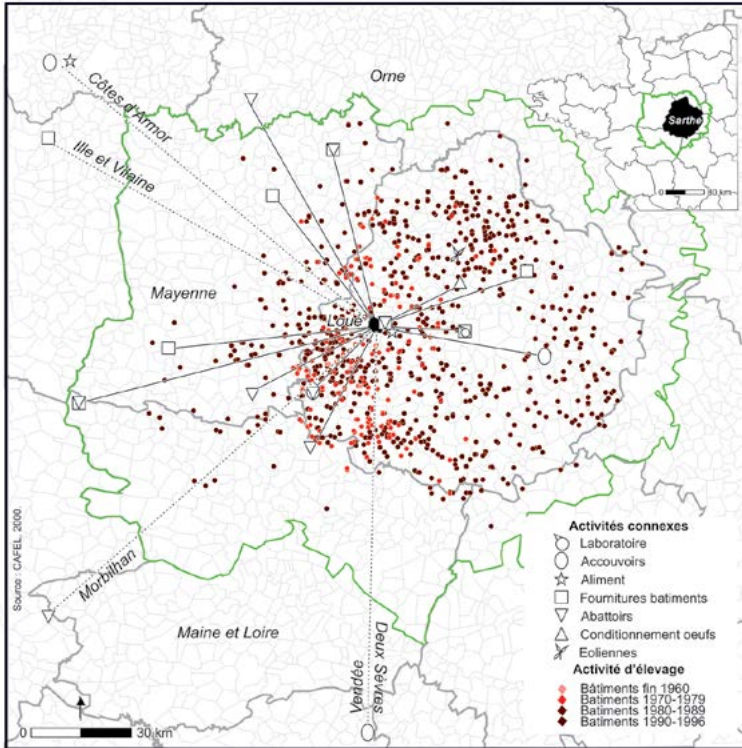 Orne
Côtes d'Armor
Ille et Vilaine
Sarthe
0 80 km
Mayenne
Loué
Source : CAFEL, 2000.
Morbilhan
Maine et Loire
Vendée
Deux Sèvres
0 30 km
Activités connexes
Laboratoire
Accouvoirs
Aliment
Fournitures batiments
Abattoirs
Conditionnement oeufs
Eoliennes
Activité d'élevage
Bâtiments fin 1960
Bâtiments 1970-1979
Bâtiments 1980-1989
Bâtiments 1990-1996